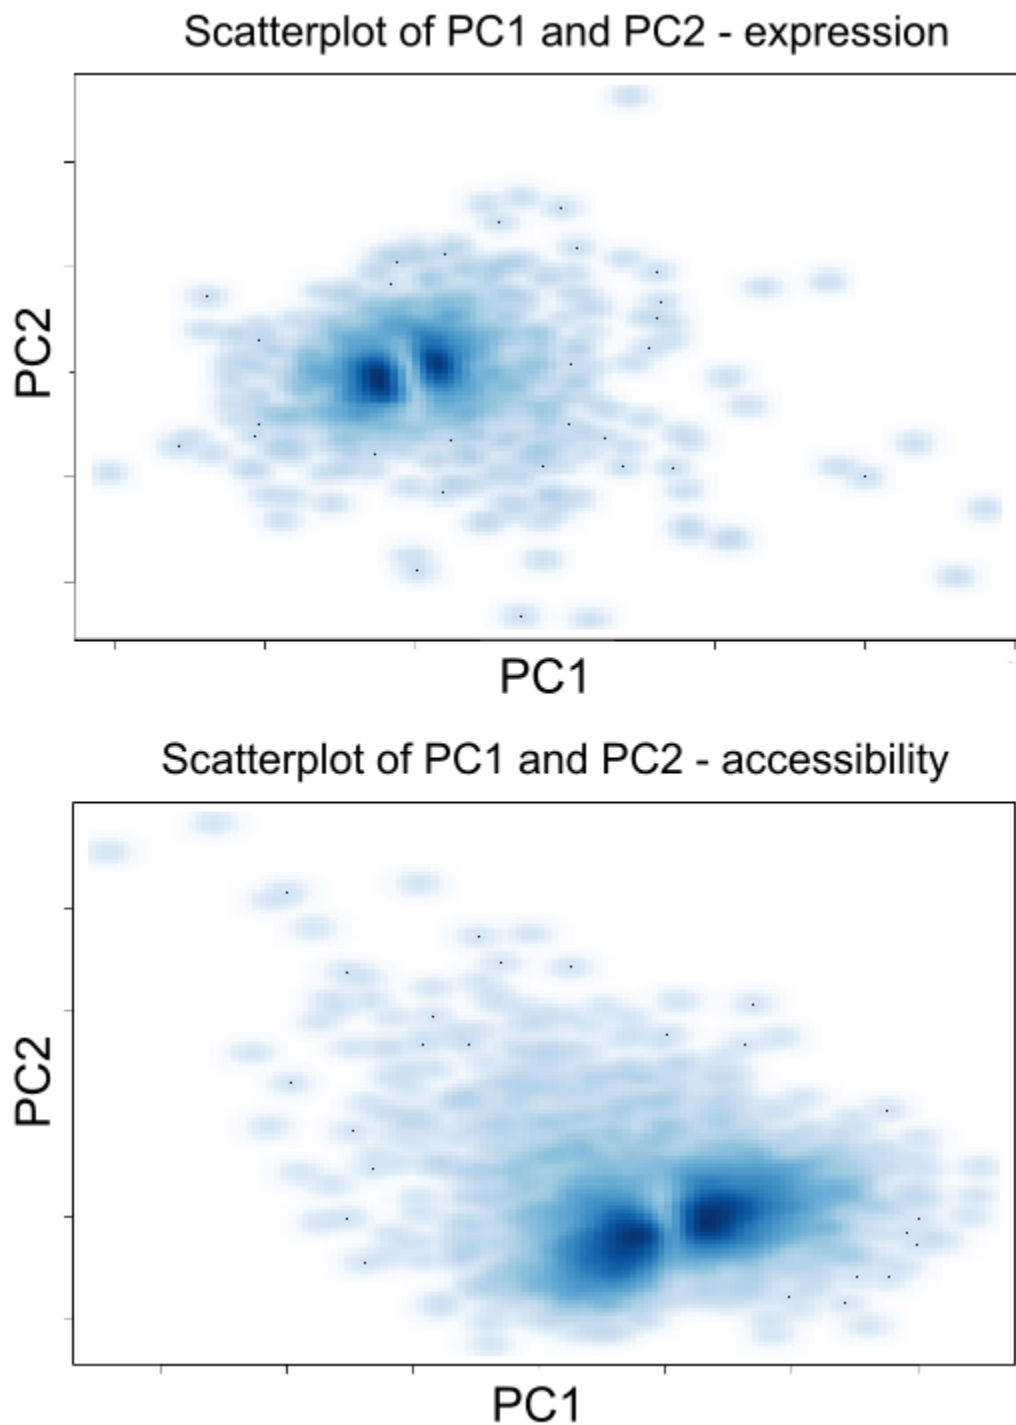 Scatterplot of PC1 and PC2 - expression
PC2
PC1
Scatterplot of PC1 and PC2 - accessibility
PC2
PC1